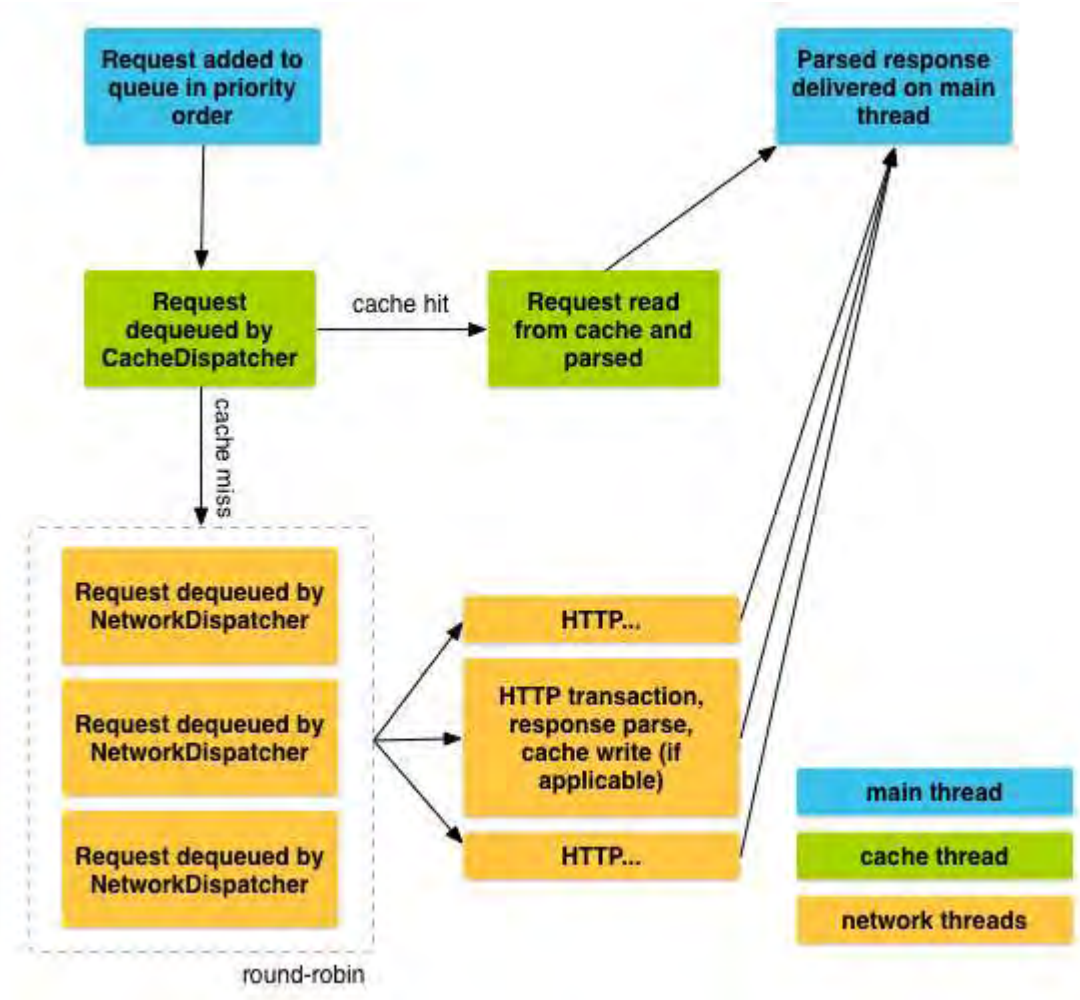 Request added to
queue in priority
order
Parsed response
delivered on main
thread
Request
dequeued by
CacheDispatcher
cache hit
Request read
from cache and
parsed
cache miss
Request dequeued by
NetworkDispatcher
Request dequeued by
NetworkDispatcher
Request dequeued by
NetworkDispatcher
round-robin
HTTP...
HTTP transaction,
response parse,
cache write (if
applicable)
HTTP...
main thread
cache thread
network threads